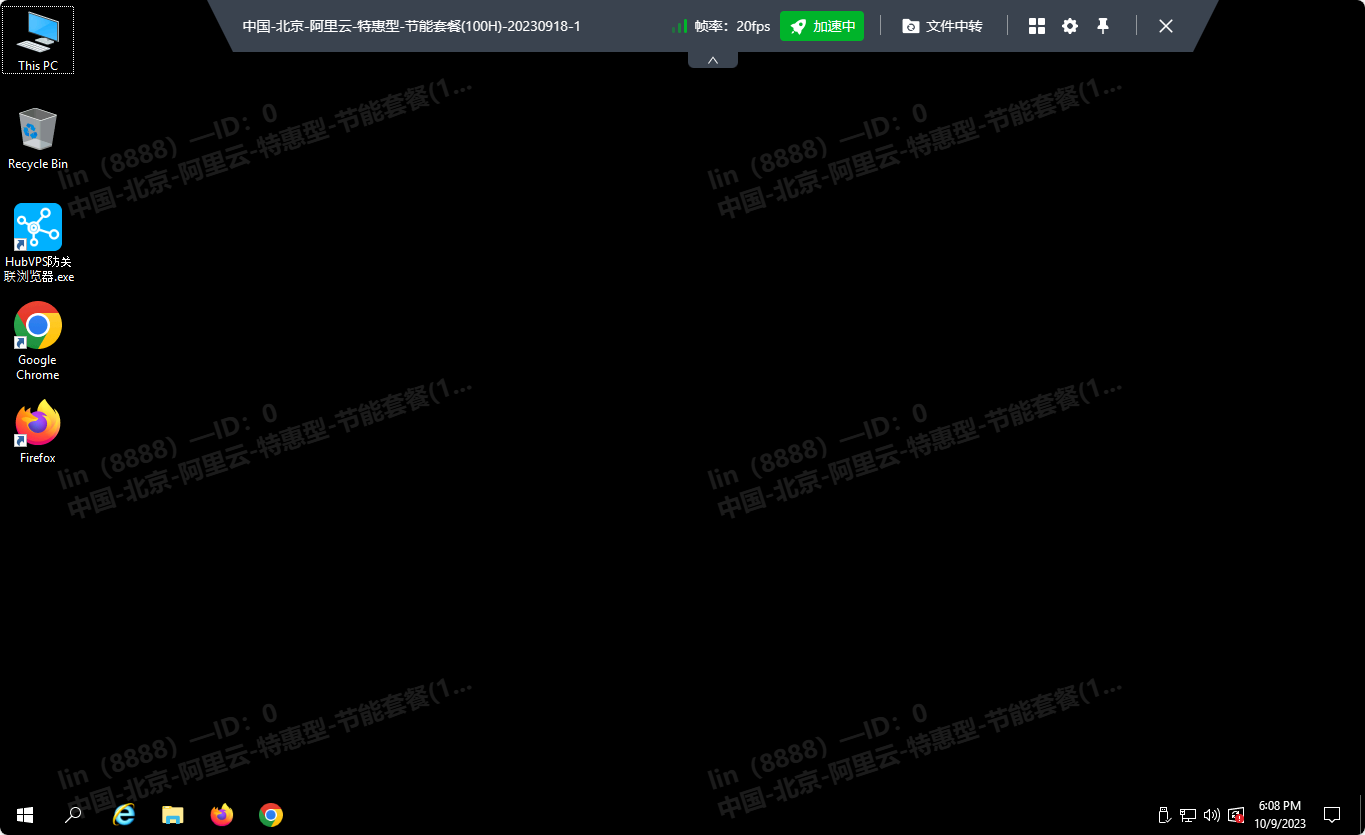 中国-北京-阿里云-特惠型-节能套餐(100H)-20230918-1
帧率：20fps
加速中
文件中转
This PC
Recycle Bin
HubVPS防关
联浏览器.exe
Google
Chrome
Firefox
lin（8888）—ID：0
中国-北京-阿里云-特惠型-节能套餐(1...
lin（8888）—ID：0
中国-北京-阿里云-特惠型-节能套餐(1...
lin（8888）—ID：0
中国-北京-阿里云-特惠型-节能套餐(1...
lin（8888）—ID：0
中国-北京-阿里云-特惠型-节能套餐(1...
lin（8888）—ID：0
中国-北京-阿里云-特惠型-节能套餐(1...
lin（8888）—ID：0
中国-北京-阿里云-特惠型-节能套餐(1...
6:08 PM
10/9/2023